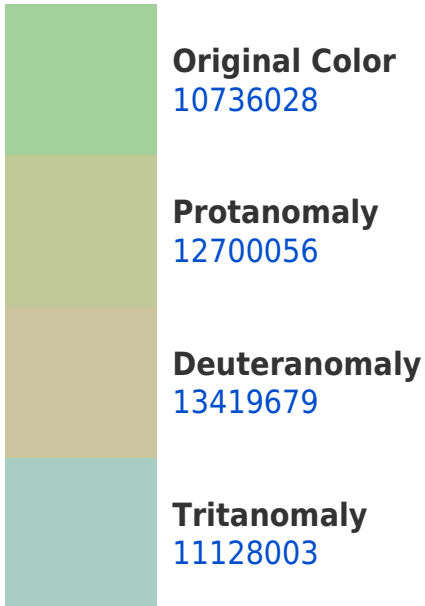 Original Color
10736028
Protanomaly
12700056
Deuteranomaly
13419679
Tritanomaly
11128003